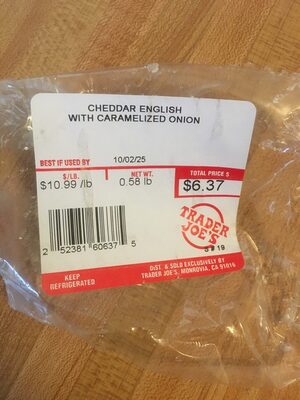 CHEDDAR ENGLISH
WITH CARAMELIZED ONION
BEST IF USED BY 10/02/25
$/LB. NET WT. TOTAL PRICE $
$10.99 /lb 0.58 lb $6.37
2 52381 60637 5
TRADER
JOE'S
KEEP
REFRIGERATED
DIST. & SOLD EXCLUSIVELY BY
TRADER JOE'S, MONROVIA, CA 91016